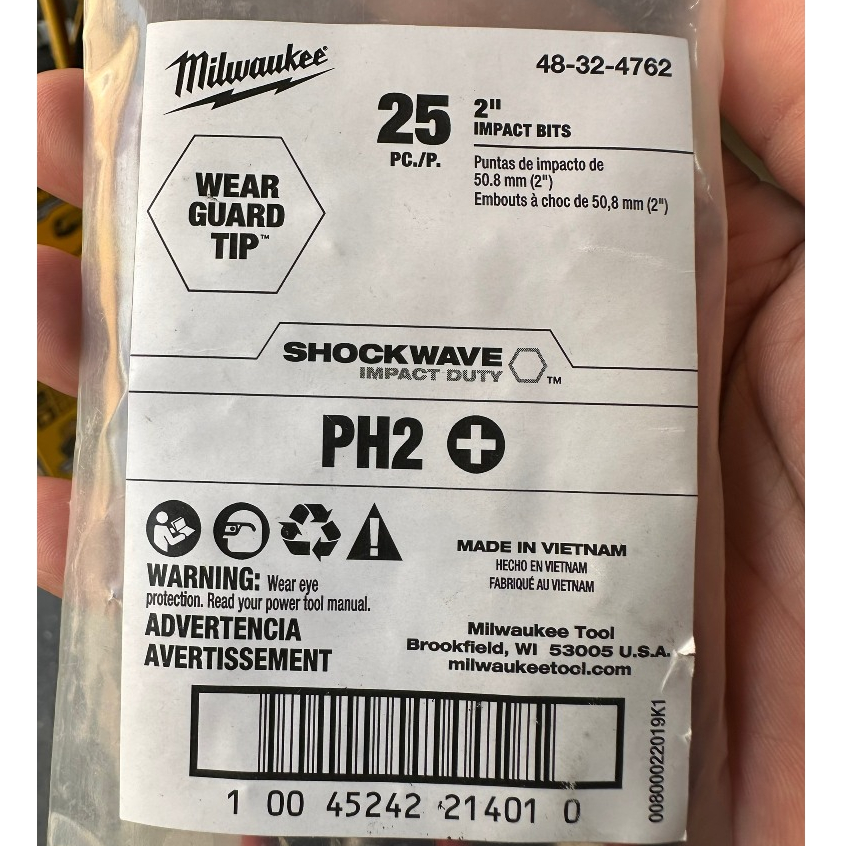 Milwaukee
48-32-4762
25
PC./P.
2"
IMPACT BITS
Puntas de impacto de
50.8 mm (2")
Embouts à choc de 50,8 mm (2")
WEAR
GUARD
TIP™
SHOCKWAVE
IMPACT DUTY ™
PH2
WARNING: Wear eye
protection. Read your power tool manual.
ADVERTENCIA
AVERTISSEMENT
MADE IN VIETNAM
HECHO EN VIETNAM
FABRIQUÉ AU VIETNAM
Milwaukee Tool
Brookfield, WI 53005 U.S.A.
milwaukeetool.com
1 00 45242 21401 0
00800022019K1